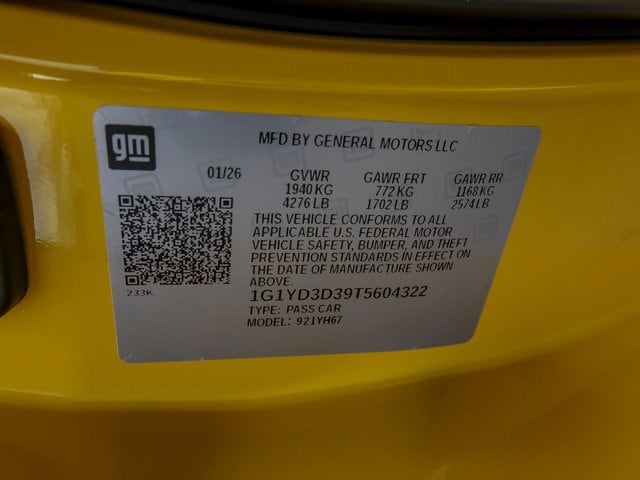 gm
MFD BY GENERAL MOTORS LLC
01/26 GVWR GAWR FRT GAWR RR
1940 KG 772 KG 1168 KG
4276 LB 1702 LB 2574 LB
THIS VEHICLE CONFORMS TO ALL
APPLICABLE U.S. FEDERAL MOTOR
VEHICLE SAFETY, BUMPER, AND THEFT
PREVENTION STANDARDS IN EFFECT ON
THE DATE OF MANUFACTURE SHOWN
ABOVE.
233K
1G1YD3D39T5604322
TYPE: PASS CAR
MODEL: 921YH67